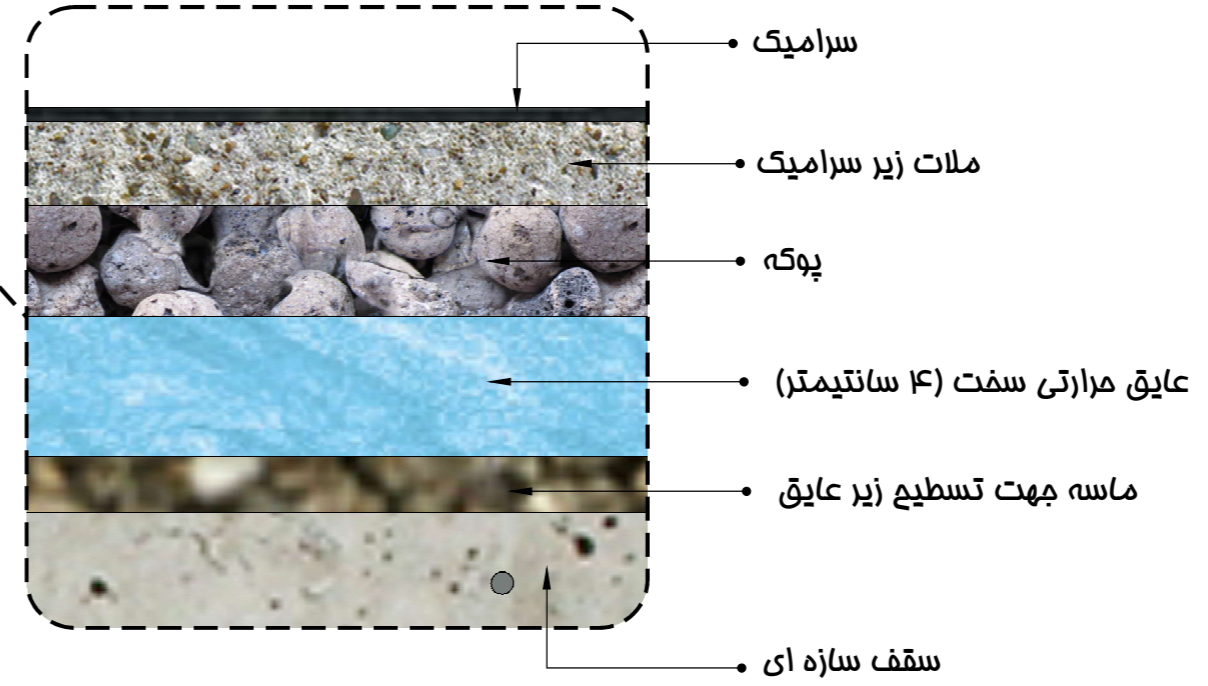 سرامیک
ملات زیر سرامیک
پوکه
عایق حرارتی سخت (۴ سانتیمتر)
ماسه جهت تسطیح زیر عایق
سقف سازه ای